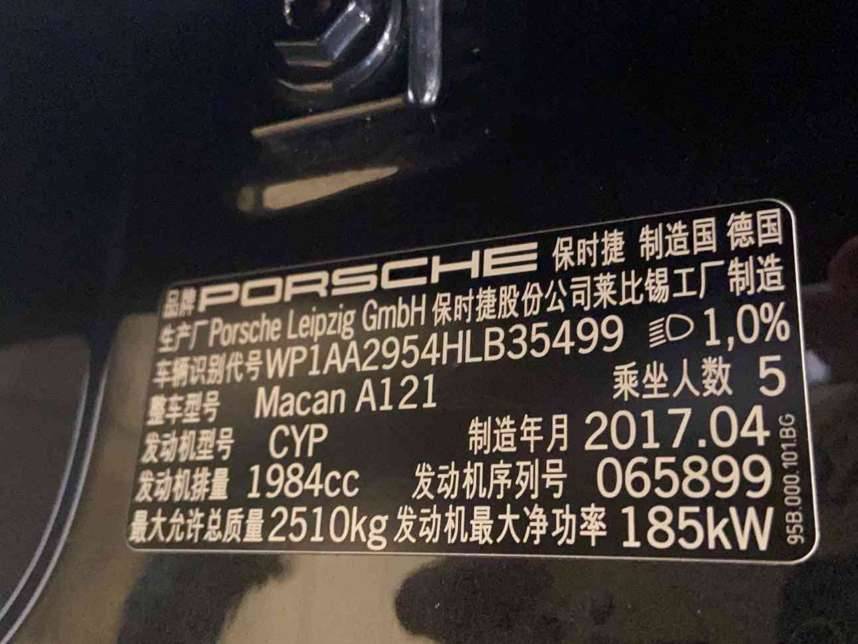 品牌 PORSCHE 保时捷 制造国 德国
生产厂 Porsche Leipzig GmbH 保时捷股份公司莱比锡工厂制造
车辆识别代号 WP1AA2954HLB35499 1,0%
整车型号 Macan A121 乘坐人数 5
发动机型号 CYP 制造年月 2017.04
发动机排量 1984cc 发动机序列号 065899
最大允许总质量 2510kg 发动机最大净功率 185kW
95B.000.101.BG